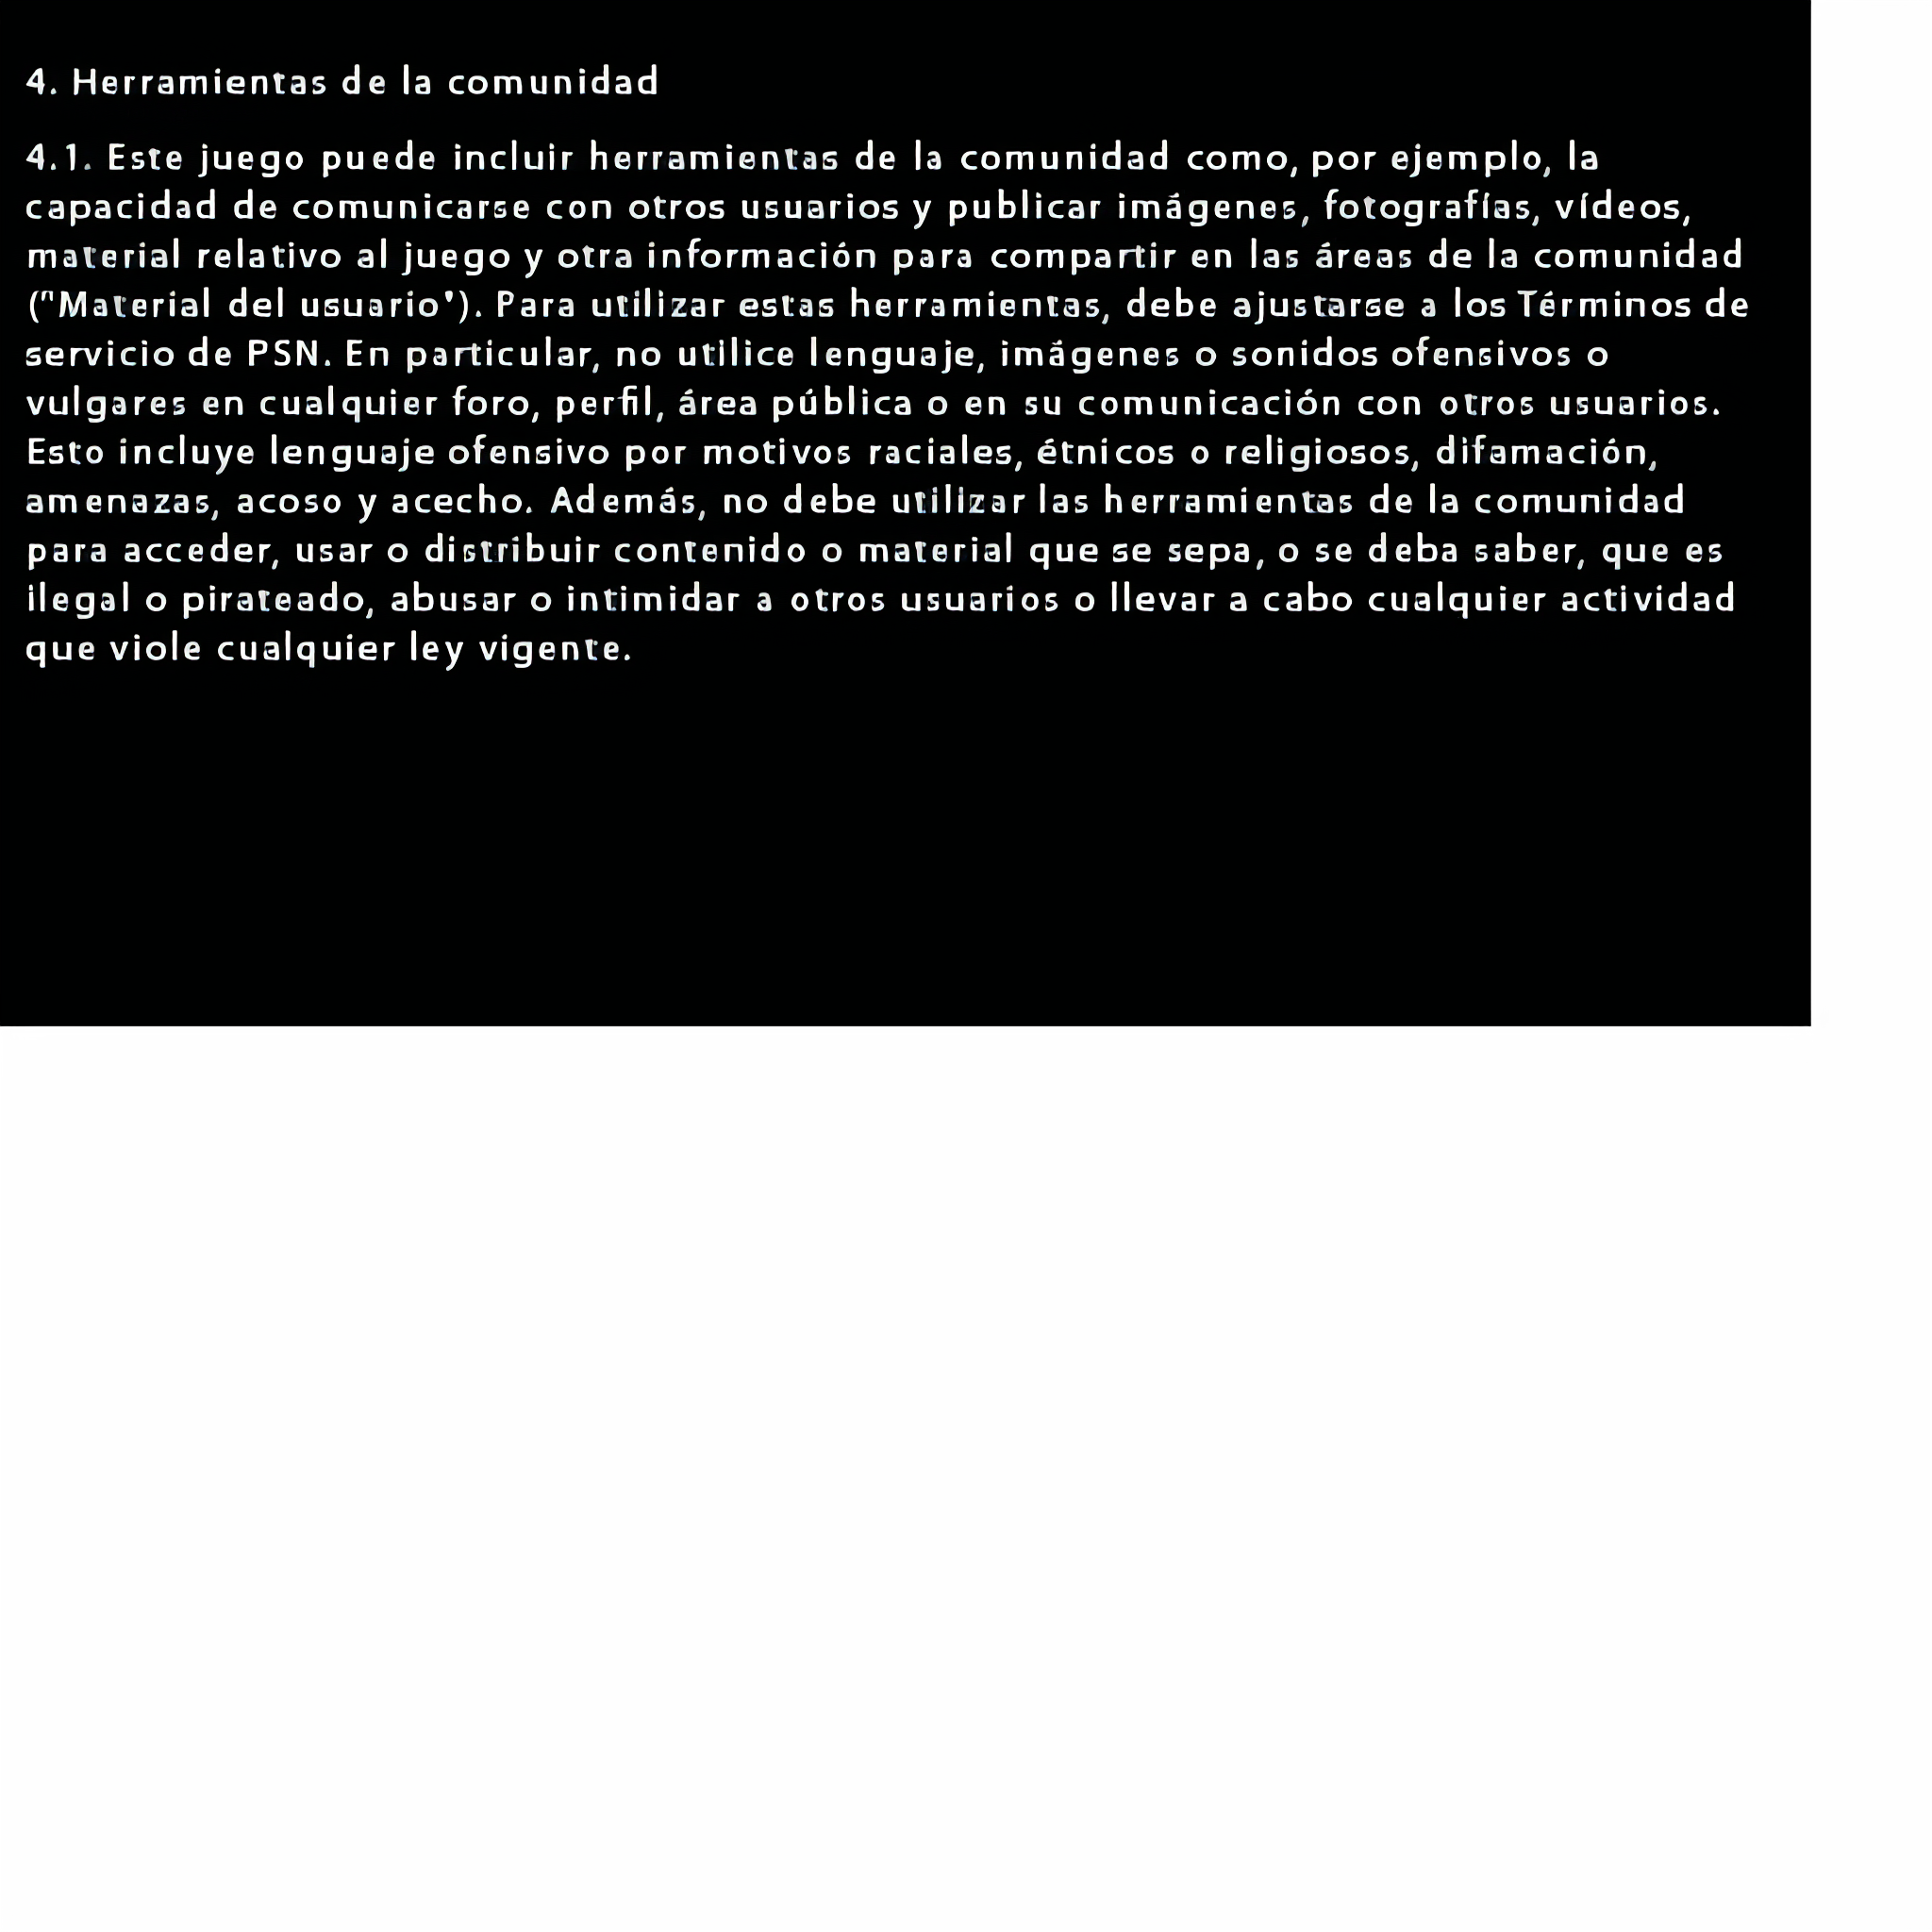 4. Herramientas de la comunidad
4.1. Este juego puede incluir herramientas de la comunidad como, por ejemplo, la
capacidad de comunicarse con otros usuarios y publicar imágenes, fotografías, vídeos,
material relativo al juego y otra información para compartir en las áreas de la comunidad
("Material del usuario"). Para utilizar estas herramientas, debe ajustarse a los Términos de
servicio de PSN. En particular, no utilice lenguaje, imágenes o sonidos ofensivos o
vulgares en cualquier foro, perfil, área pública o en su comunicación con otros usuarios.
Esto incluye lenguaje ofensivo por motivos raciales, étnicos o religiosos, difamación,
amenazas, acoso y acecho. Además, no debe utilizar las herramientas de la comunidad
para acceder, usar o distribuir contenido o material que se sepa, o se deba saber, que es
ilegal o pirateado, abusar o intimidar a otros usuarios o llevar a cabo cualquier actividad
que viole cualquier ley vigente.